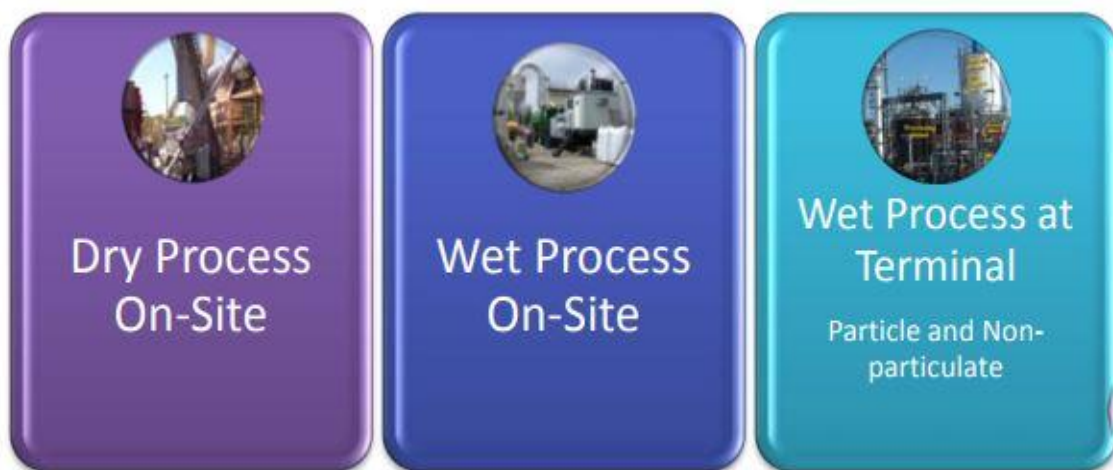 Dry Process
On-Site
Wet Process
On-Site
Wet Process at
Terminal
Particle and Non-
particulate